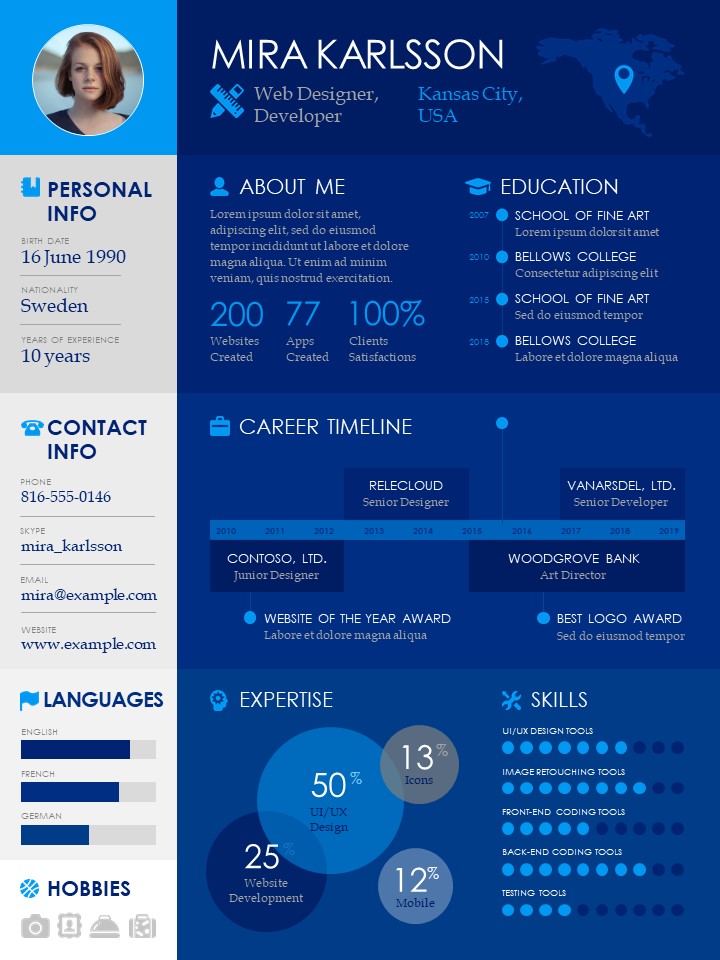 MIRA KARLSSON
Web Designer,
Developer
Kansas City,
USA
PERSONAL
INFO
BIRTH DATE
16 June 1990
NATIONALITY
Sweden
YEARS OF EXPERIENCE
10 years
ABOUT ME
Lorem ipsum dolor sit amet,
adipiscing elit, sed do eiusmod
tempor incididunt ut labore et dolore
magna aliqua. Ut enim ad minim
veniam, quis nostrud exercitation.
200 77 100%
Websites Apps Clients
Created Created Satisfactions
EDUCATION
2007 SCHOOL OF FINE ART
Lorem ipsum dolor sit amet
2010 BELLOWS COLLEGE
Consectetur adipiscing elit
2015 SCHOOL OF FINE ART
Sed do eiusmod tempor
2018 BELLOWS COLLEGE
Labore et dolore magna aliqua
CONTACT
INFO
PHONE
816-555-0146
SKYPE
mira_karlsson
EMAIL
mira@example.com
WEBSITE
www.example.com
CAREER TIMELINE
RELECLOUD
Senior Designer
VANARSDEL, LTD.
Senior Developer
2010 2011 2012 2013 2014 2015 2016 2017 2018 2019
CONTOSO, LTD.
Junior Designer
WOODGROVE BANK
Art Director
WEBSITE OF THE YEAR AWARD
Labore et dolore magna aliqua
BEST LOGO AWARD
Sed do eiusmod tempor
LANGUAGES
ENGLISH
FRENCH
GERMAN
HOBBIES
EXPERTISE
50%
UI/UX
Design
13%
Icons
25%
Website
Development
12%
Mobile
SKILLS
UI/UX DESIGN TOOLS
IMAGE RETOUCHING TOOLS
FRONT-END CODING TOOLS
BACK-END CODING TOOLS
TESTING TOOLS